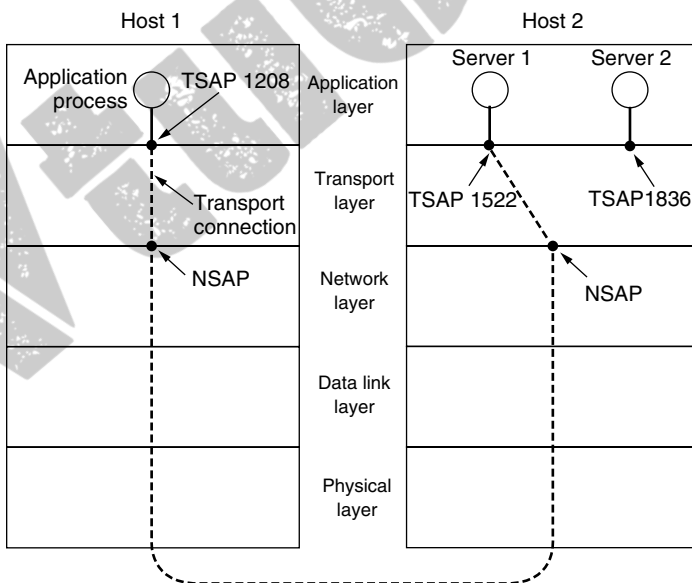 Host 1
Host 2
Application
process
TSAP 1208
Application
layer
Server 1
Server 2
Transport
connection
Transport
layer
TSAP 1522
TSAP1836
NSAP
Network
layer
NSAP
Data link
layer
Physical
layer